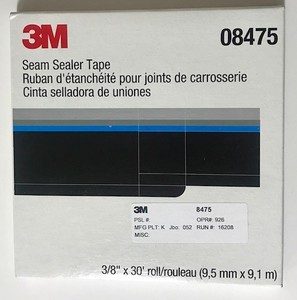 3M 08475
Seam Sealer Tape
Ruban d'étanchéité pour joints de carrosserie
Cinta selladora de uniones
3M 8475
PSL #: OPR#: 926
MFG PLT: K Jbo: 052 RUN #: 16208
MISC:
3/8" x 30' roll/rouleau (9,5 mm x 9,1 m)